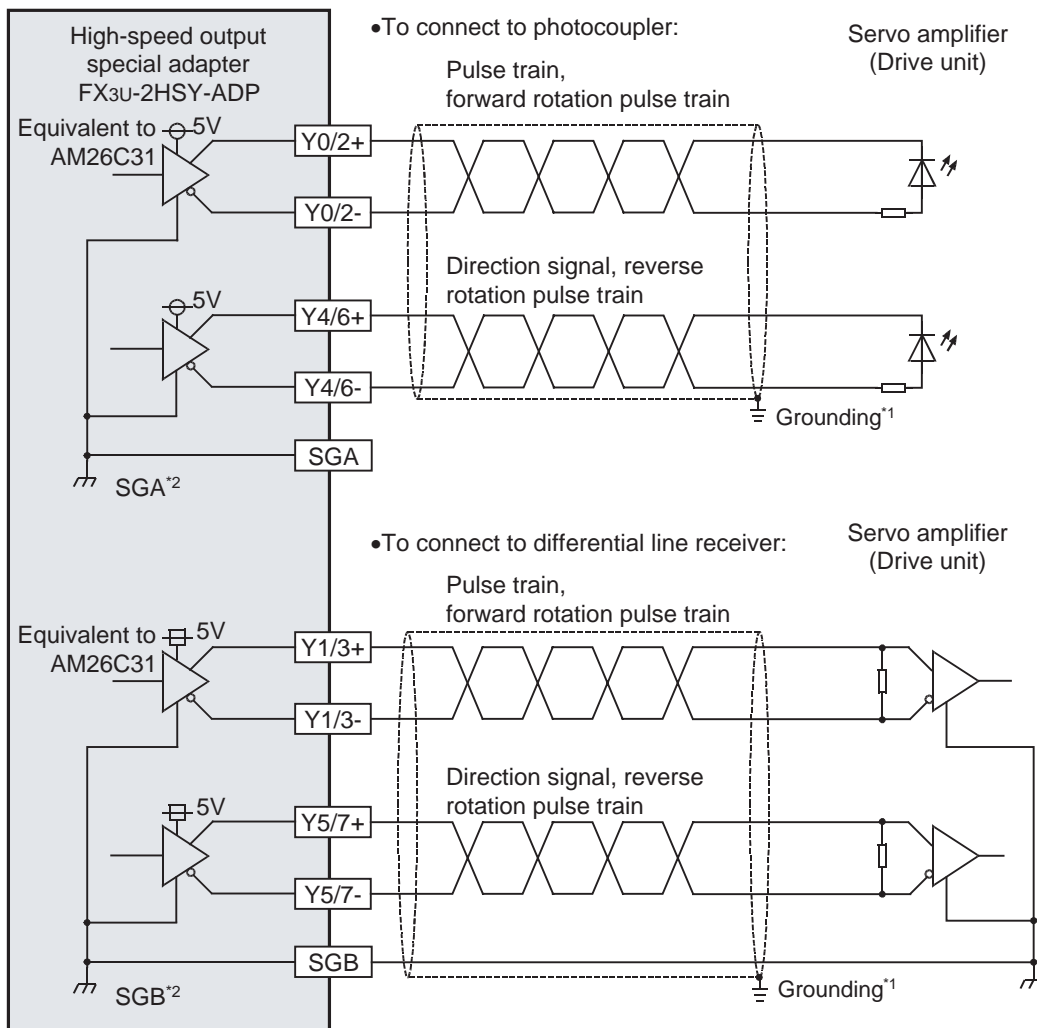 High-speed output
special adapter
FX3U-2HSY-ADP
•To connect to photocoupler:
Servo amplifier
(Drive unit)
Pulse train,
forward rotation pulse train
Equivalent to
AM26C31
5V
Y0/2+
Y0/2-
Direction signal, reverse
rotation pulse train
5V
Y4/6+
Y4/6-
Grounding*1
SGA
SGA*2
•To connect to differential line receiver:
Servo amplifier
(Drive unit)
Pulse train,
forward rotation pulse train
Equivalent to
AM26C31
5V
Y1/3+
Y1/3-
Direction signal, reverse
rotation pulse train
5V
Y5/7+
Y5/7-
SGB
SGB*2
Grounding*1